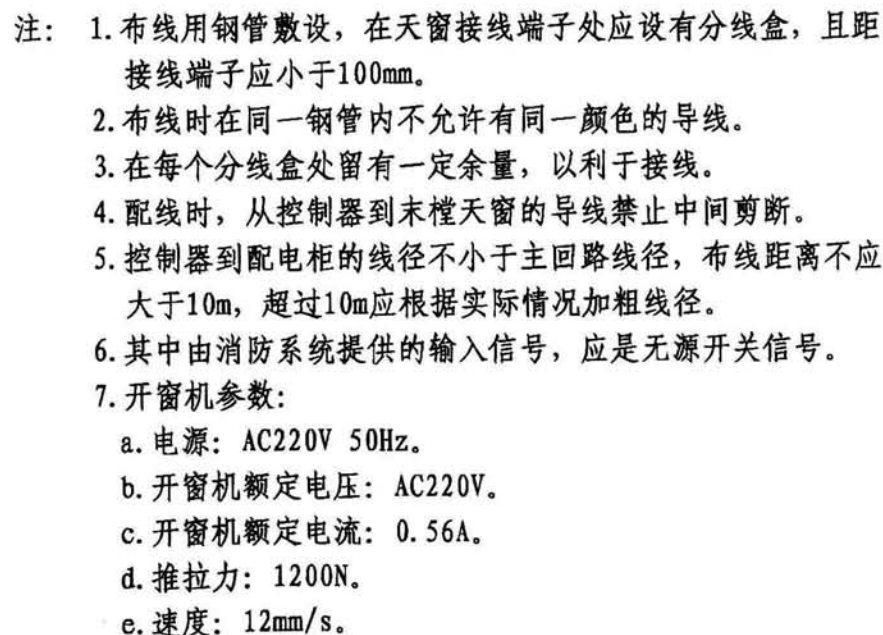 注： 1.布线用钢管敷设，在天窗接线端子处应设有分线盒，且距
接线端子应小于100mm。
2.布线时在同一钢管内不允许有同一颜色的导线。
3.在每个分线盒处留有一定余量，以利于接线。
4.配线时，从控制器到末樘天窗的导线禁止中间剪断。
5.控制器到配电柜的线径不小于主回路线径，布线距离不应
大于10m，超过10m应根据实际情况加粗线径。
6.其中由消防系统提供的输入信号，应是无源开关信号。
7.开窗机参数：
a.电源：AC220V 50Hz。
b.开窗机额定电压：AC220V。
c.开窗机额定电流：0.56A。
d.推拉力：1200N。
e.速度：12mm/s。